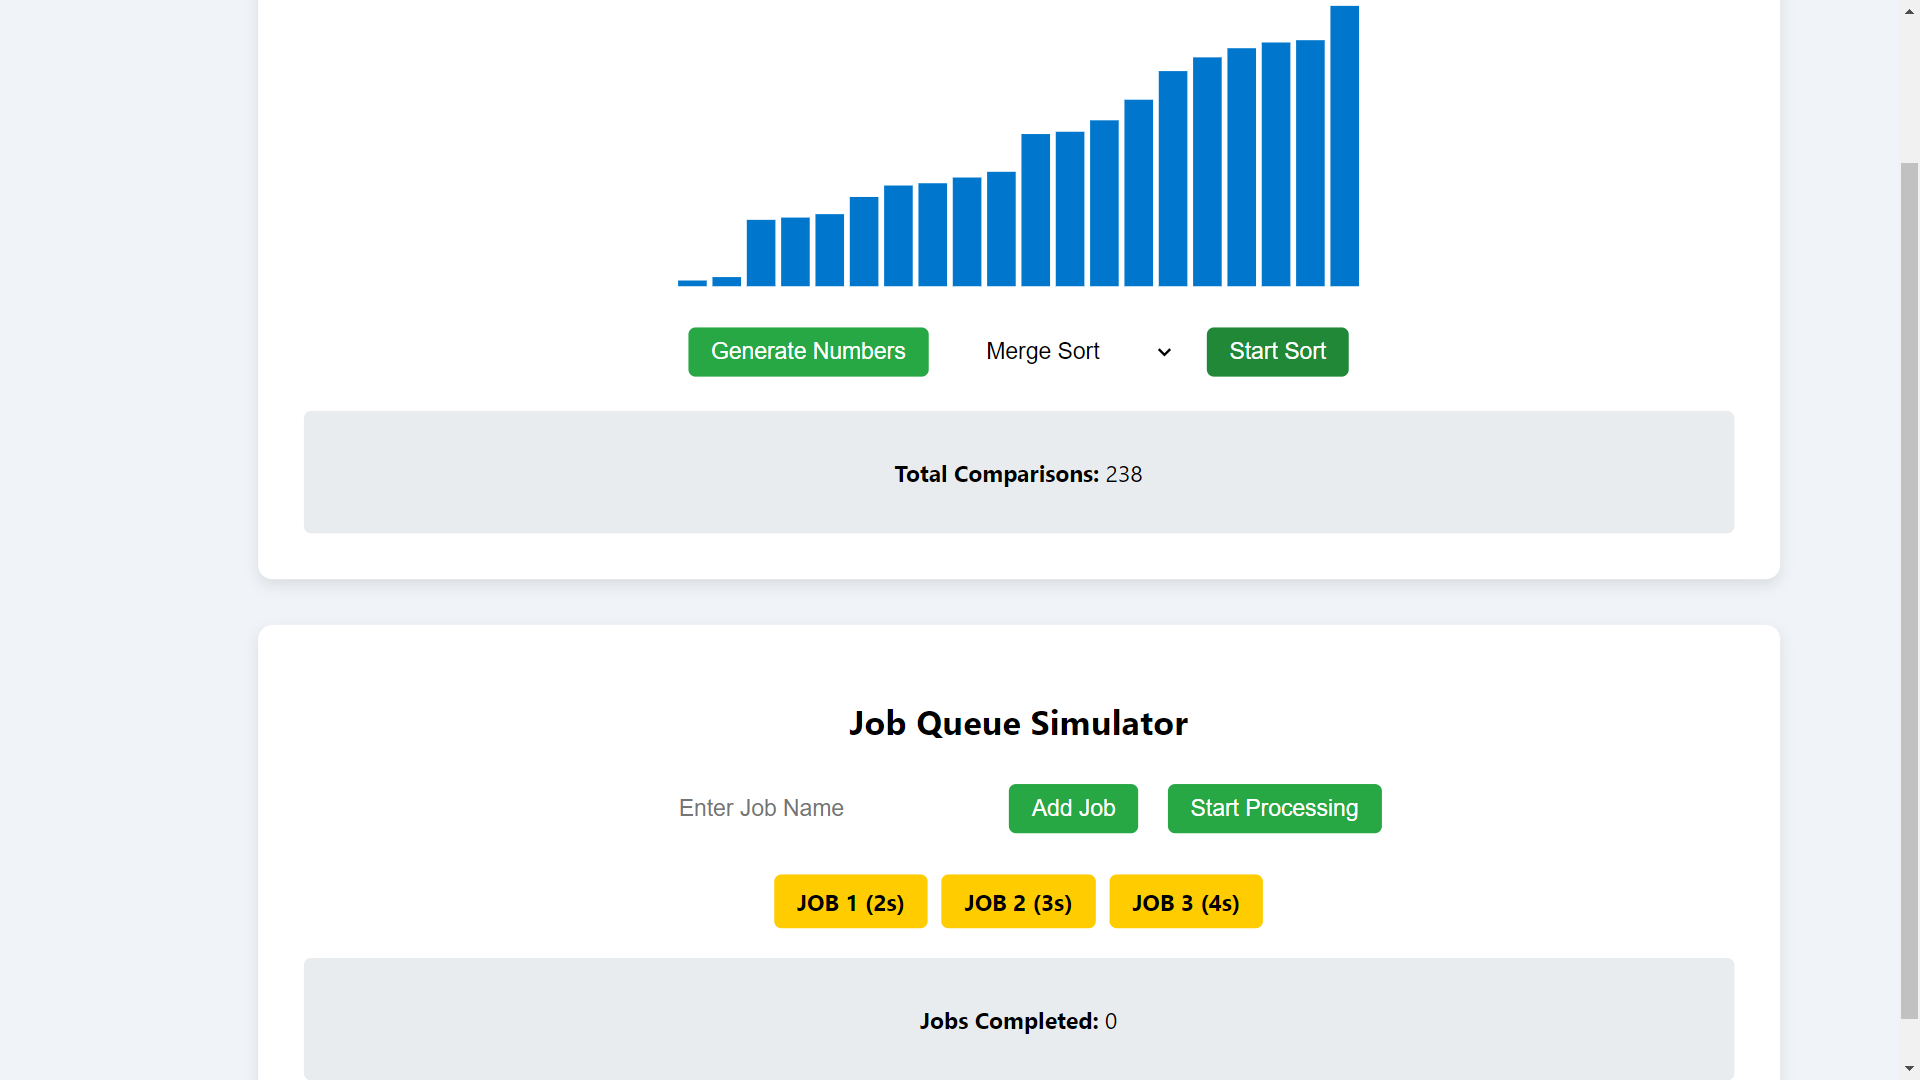 Generate Numbers Merge Sort Start Sort
Total Comparisons: 238
Job Queue Simulator
Enter Job Name Add Job Start Processing
JOB 1 (2s) JOB 2 (3s) JOB 3 (4s)
Jobs Completed: 0